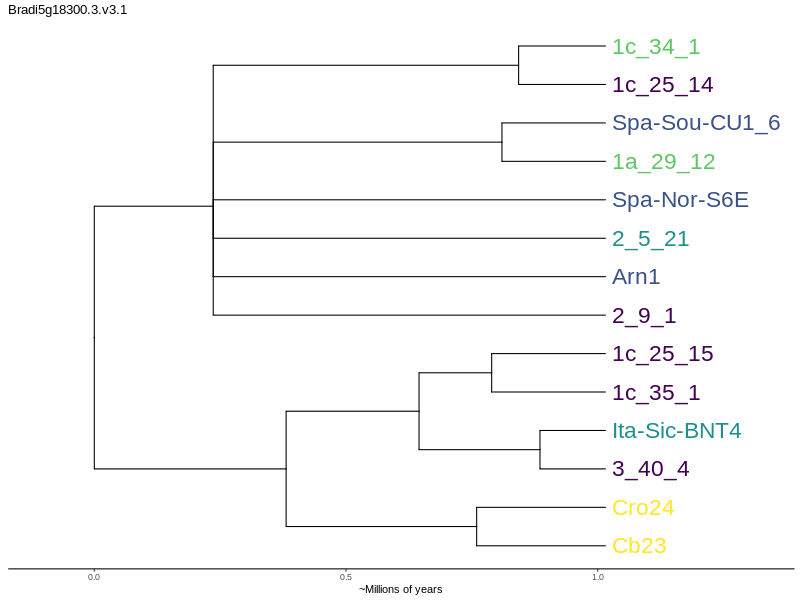 Bradi5g18300.3.v3.1
1c_34_1
1c_25_14
Spa-Sou-CU1_6
1a_29_12
Spa-Nor-S6E
2_5_21
Arn1
2_9_1
1c_25_15
1c_35_1
Ita-Sic-BNT4
3_40_4
Cro24
Cb23
0.0 0.5 1.0
~Millions of years